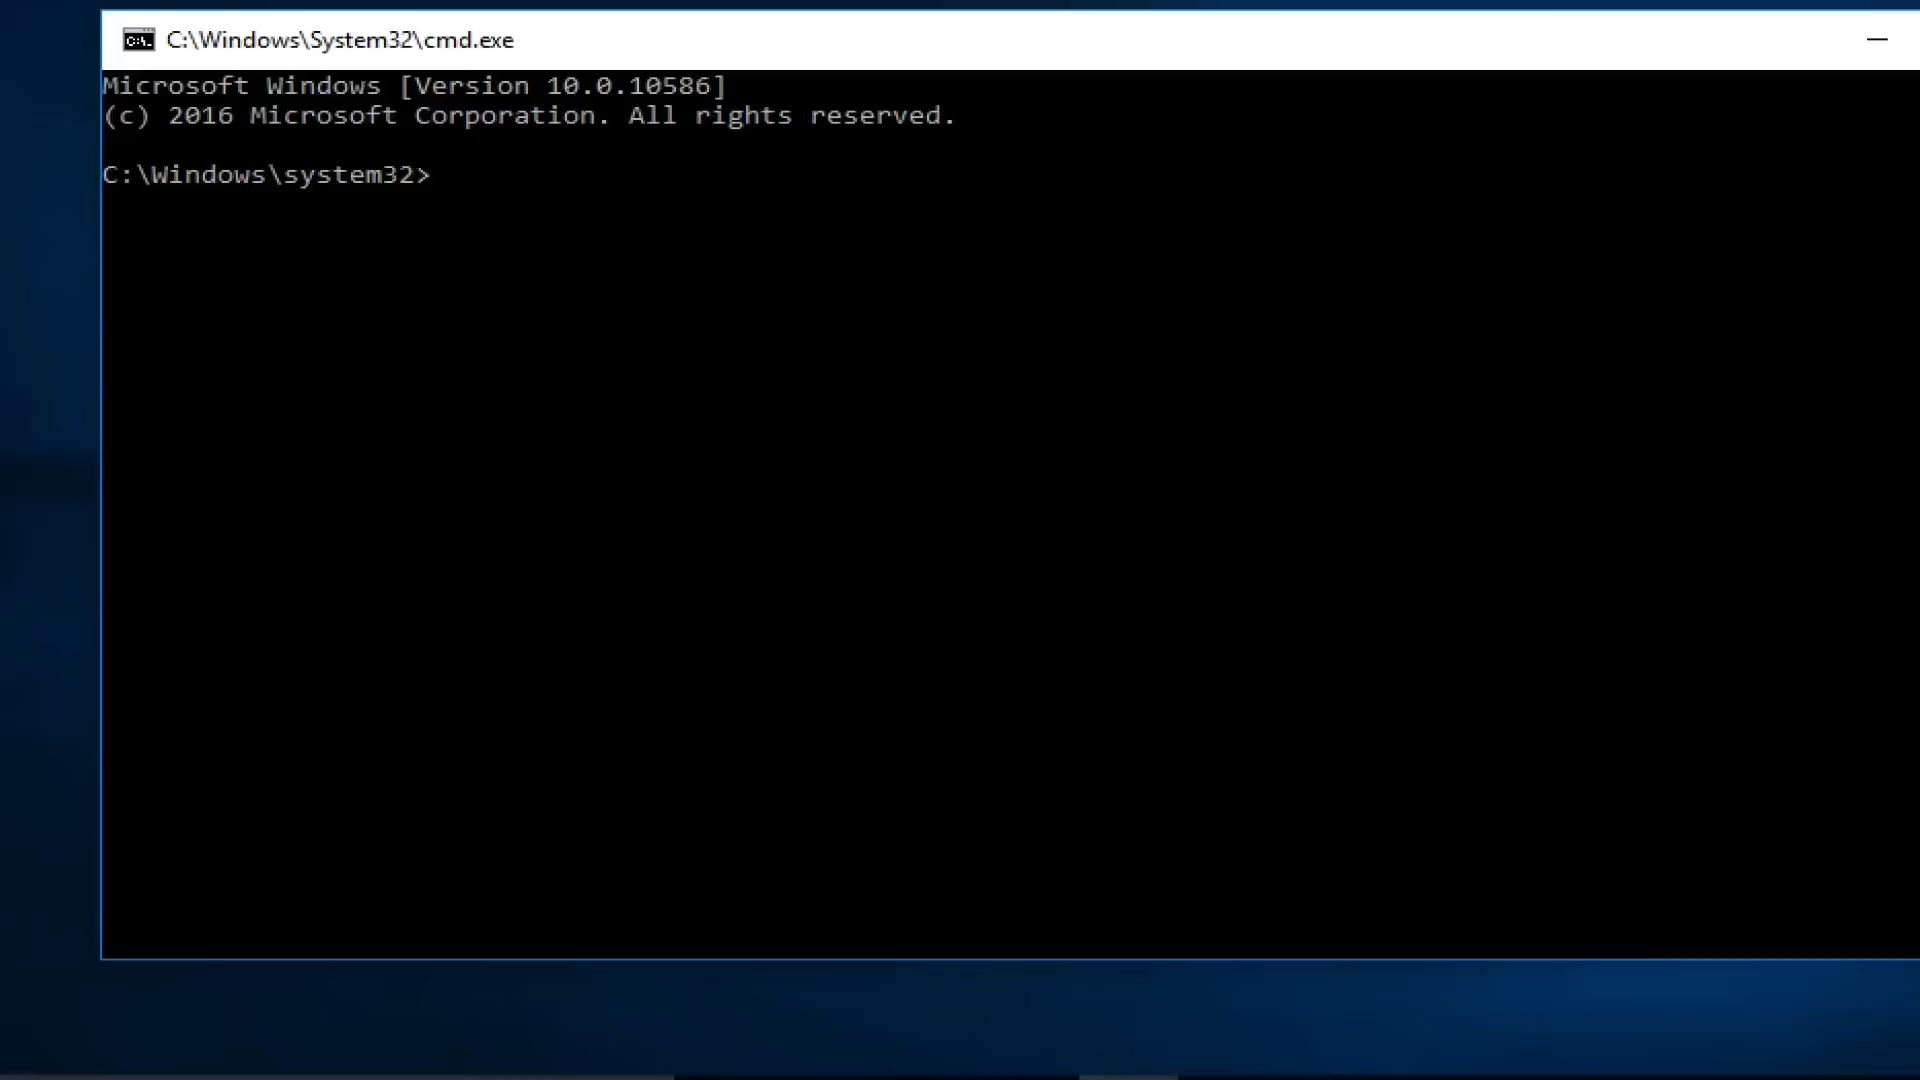 C:\Windows\System32\cmd.exe
Microsoft Windows [Version 10.0.10586]
(c) 2016 Microsoft Corporation. All rights reserved.
C:\Windows\system32>